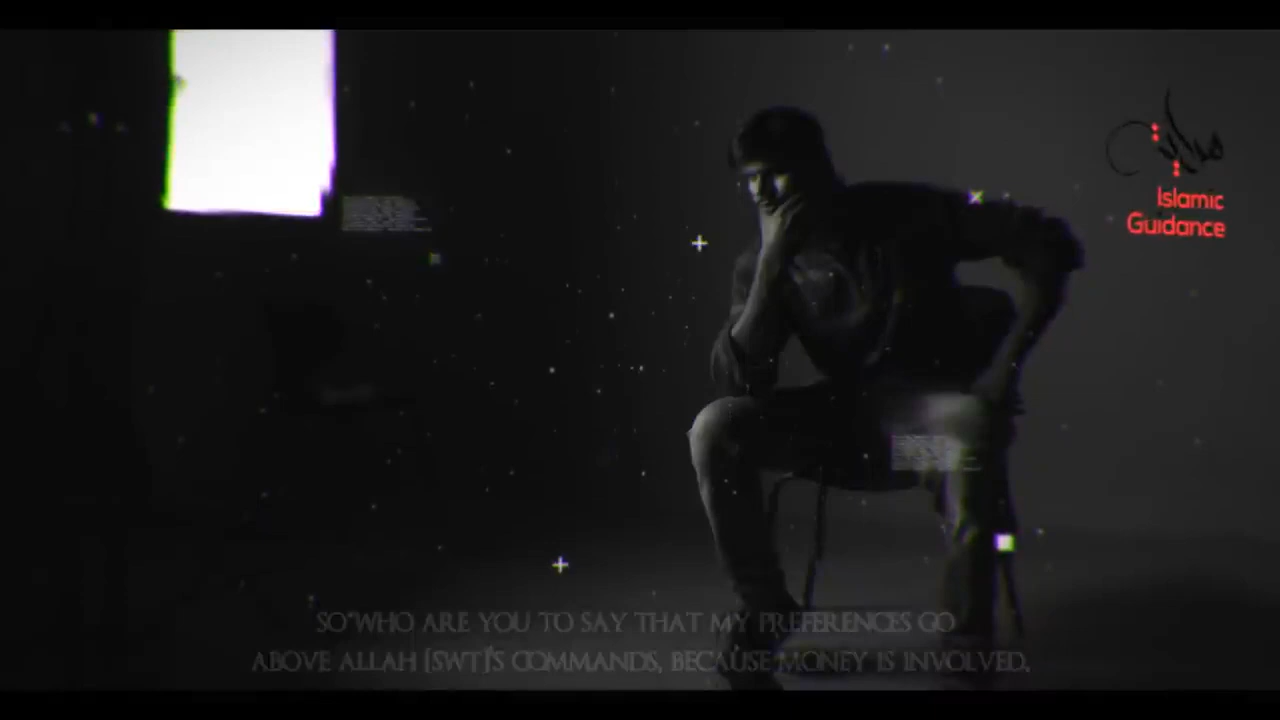 Islamic
Guidance
SO"WHO ARE YOU TO SAY THAT MY PREFERENCES GO
ABOVE ALLAH [SWT]'S COMMANDS, BECAUSE MONEY IS INVOLVED,